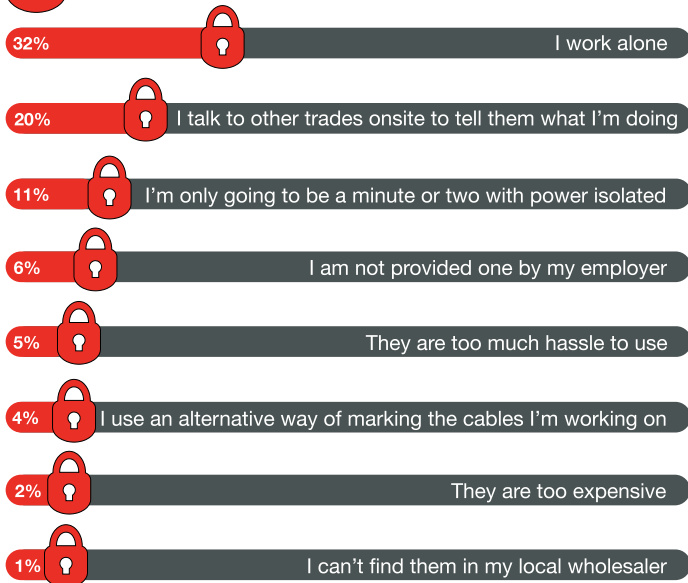 32% I work alone
20% I talk to other trades onsite to tell them what I’m doing
11% I’m only going to be a minute or two with power isolated
6% I am not provided one by my employer
5% They are too much hassle to use
4% I use an alternative way of marking the cables I’m working on
2% They are too expensive
1% I can’t find them in my local wholesaler